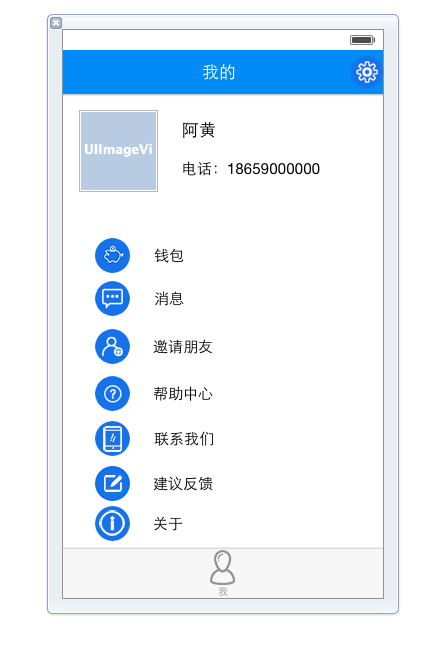 我的
UIImageVi
阿黄
电话：18659000000
钱包
消息
邀请朋友
帮助中心
联系我们
建议反馈
关于
我